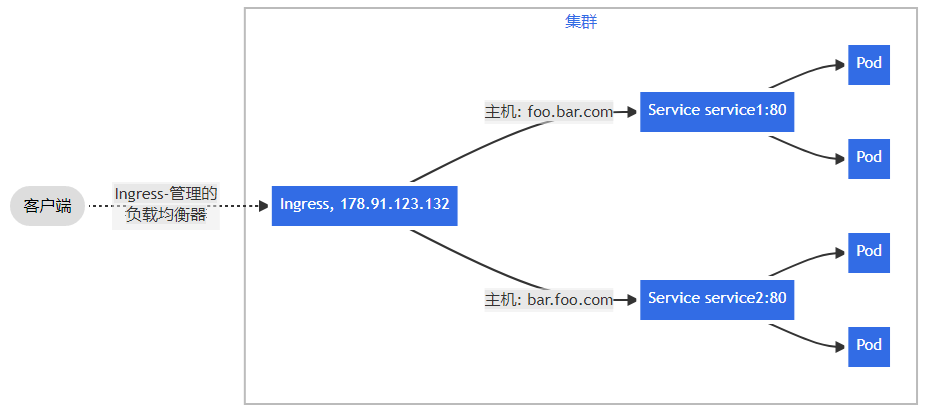 集群
Pod
主机: foo.bar.com
Service service1:80
Pod
客户端
Ingress-管理的
负载均衡器
Ingress, 178.91.123.132
Pod
主机: bar.foo.com
Service service2:80
Pod